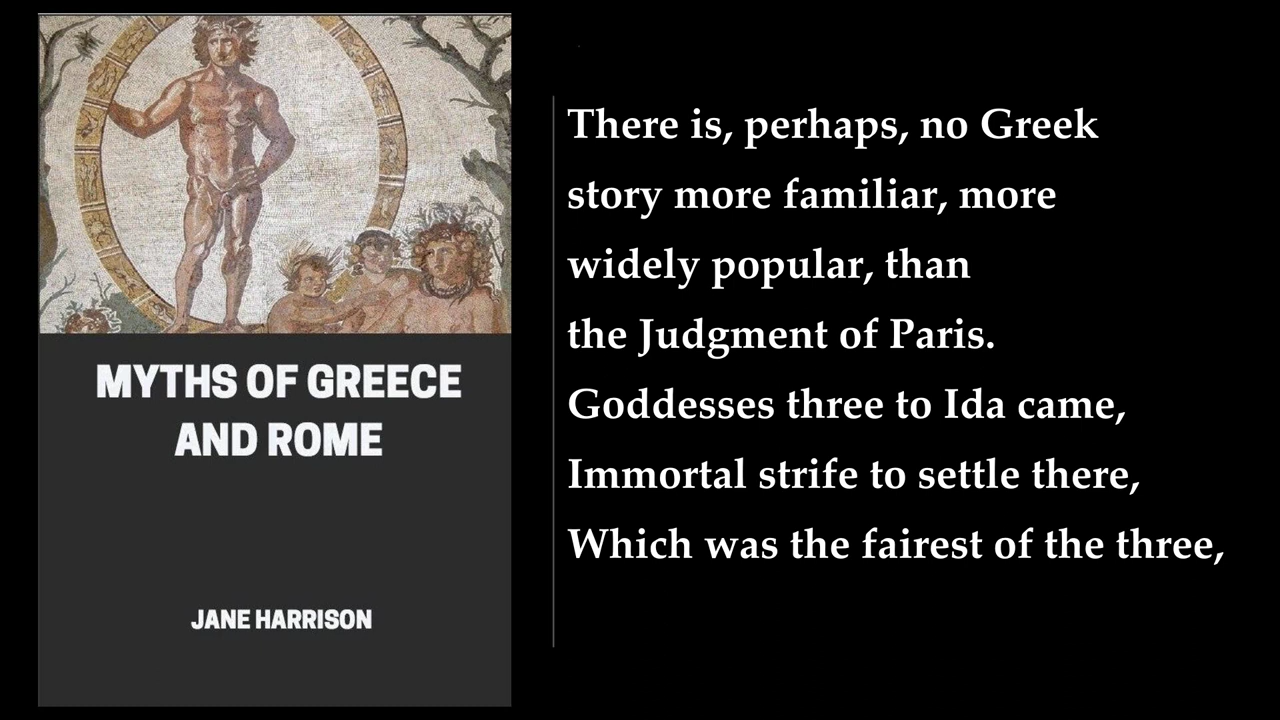 MYTHS OF GREECE
AND ROME
JANE HARRISON
There is, perhaps, no Greek
story more familiar, more
widely popular, than
the Judgment of Paris.
Goddesses three to Ida came,
Immortal strife to settle there,
Which was the fairest of the three,